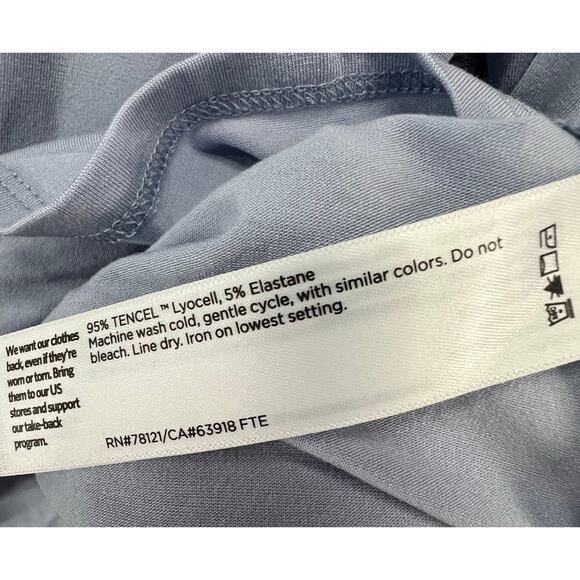 We want our clothes
back, even if they're
worn or torn. Bring
them to our US
stores and support
our take-back
program.
95% TENCEL™ Lyocell, 5% Elastane
Machine wash cold, gentle cycle, with similar colors. Do not
bleach. Line dry. Iron on lowest setting.
RN#78121/CA#63918 FTE